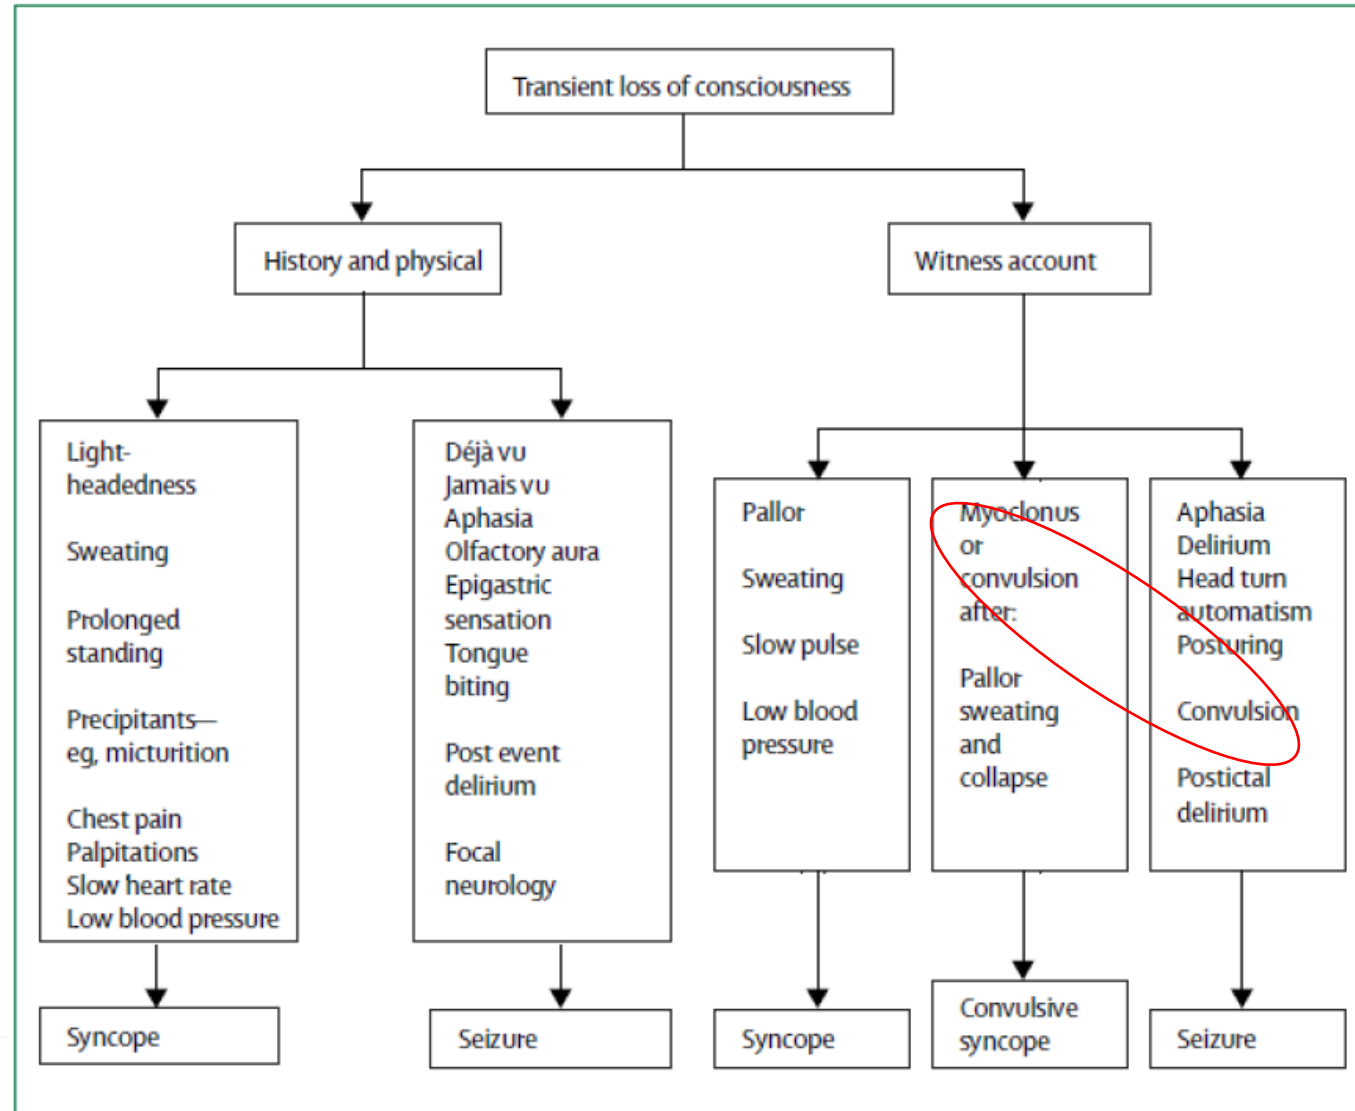 Transient loss of consciousness
History and physical
Witness account
Light-
headedness
Sweating
Prolonged
standing
Precipitants—
eg, micturition
Chest pain
Palpitations
Slow heart rate
Low blood pressure
Déjà vu
Jamais vu
Aphasia
Olfactory aura
Epigastric
sensation
Tongue
biting
Post event
delirium
Focal
neurology
Pallor
Sweating
Slow pulse
Low blood
pressure
Myoclonus
or
convulsion
after:
Pallor
sweating
and
collapse
Aphasia
Delirium
Head turn
automatism
Posturing
Convulsion
Postictal
delirium
Syncope
Seizure
Syncope
Convulsive
syncope
Seizure